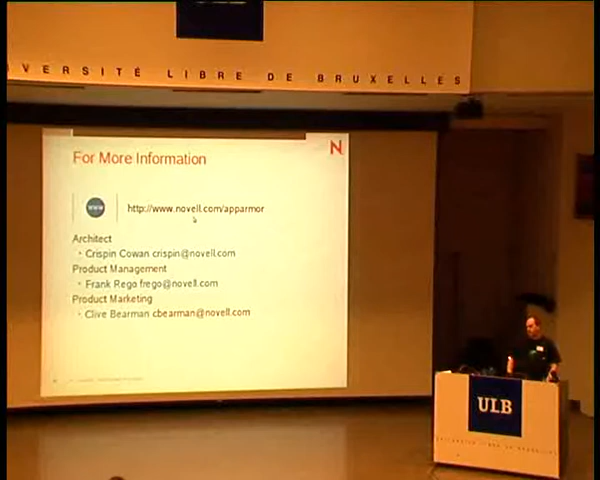 VERSITÉ LIBRE DE BRUXELLES
For More Information
N
www
http://www.novell.com/apparmor
Architect
· Crispin Cowan crispin@novell.com
Product Management
· Frank Rego frego@novell.com
Product Marketing
· Clive Bearman cbearman@novell.com
ULB